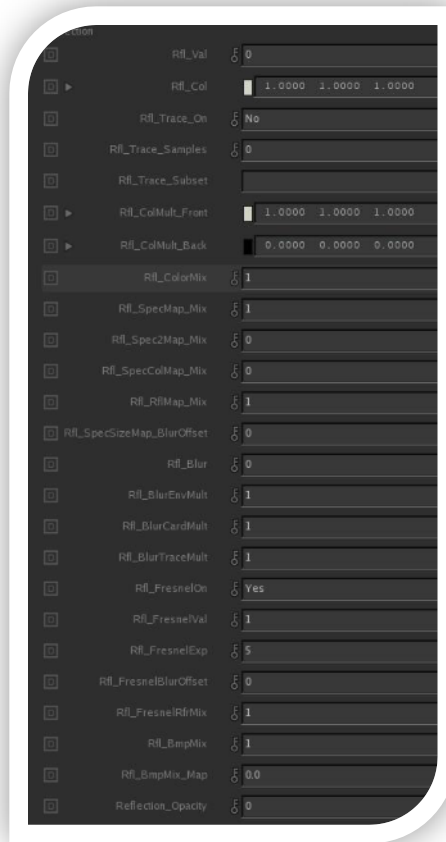 ction
Rfl_Val 0
Rfl_Col 1.0000 1.0000 1.0000
Rfl_Trace_On No
Rfl_Trace_Samples 0
Rfl_Trace_Subset
Rfl_ColMult_Front 1.0000 1.0000 1.0000
Rfl_ColMult_Back 0.0000 0.0000 0.0000
Rfl_ColorMix 1
Rfl_SpecMap_Mix 1
Rfl_Spec2Map_Mix 0
Rfl_SpecColMap_Mix 0
Rfl_RflMap_Mix 1
Rfl_SpecSizeMap_BlurOffset 0
Rfl_Blur 0
Rfl_BlurEnvMult 1
Rfl_BlurCardMult 1
Rfl_BlurTraceMult 1
Rfl_FresnelOn Yes
Rfl_FresnelVal 1
Rfl_FresnelExp 5
Rfl_FresnelBlurOffset 0
Rfl_FresnelRfrMix 1
Rfl_BmpMix 1
Rfl_BmpMix_Map 0.0
Reflection_Opacity 0